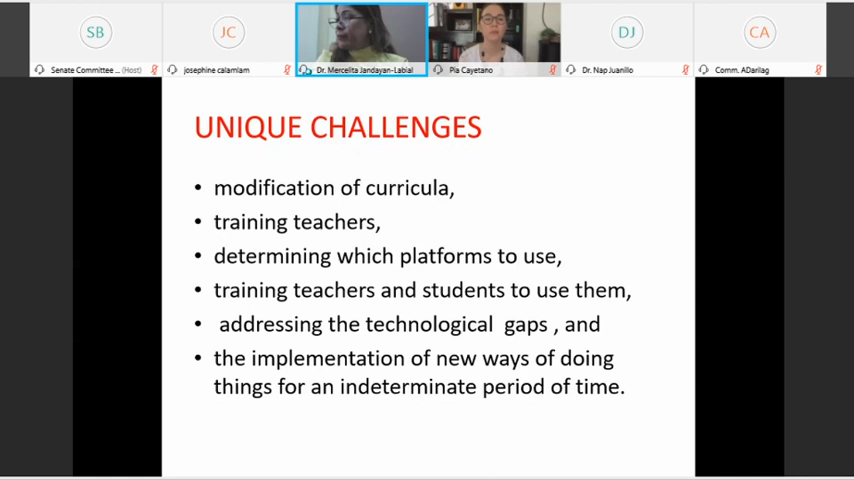 SB
JC
DJ
CA
Senate Committee ... (Host)
josephine calamlam
Dr. Mercelita Jandayan-Labial
Pia Cayetano
Dr. Nap Juanillo
Comm. ADarilag
UNIQUE CHALLENGES
• modification of curricula,
• training teachers,
• determining which platforms to use,
• training teachers and students to use them,
• addressing the technological gaps , and
• the implementation of new ways of doing
things for an indeterminate period of time.